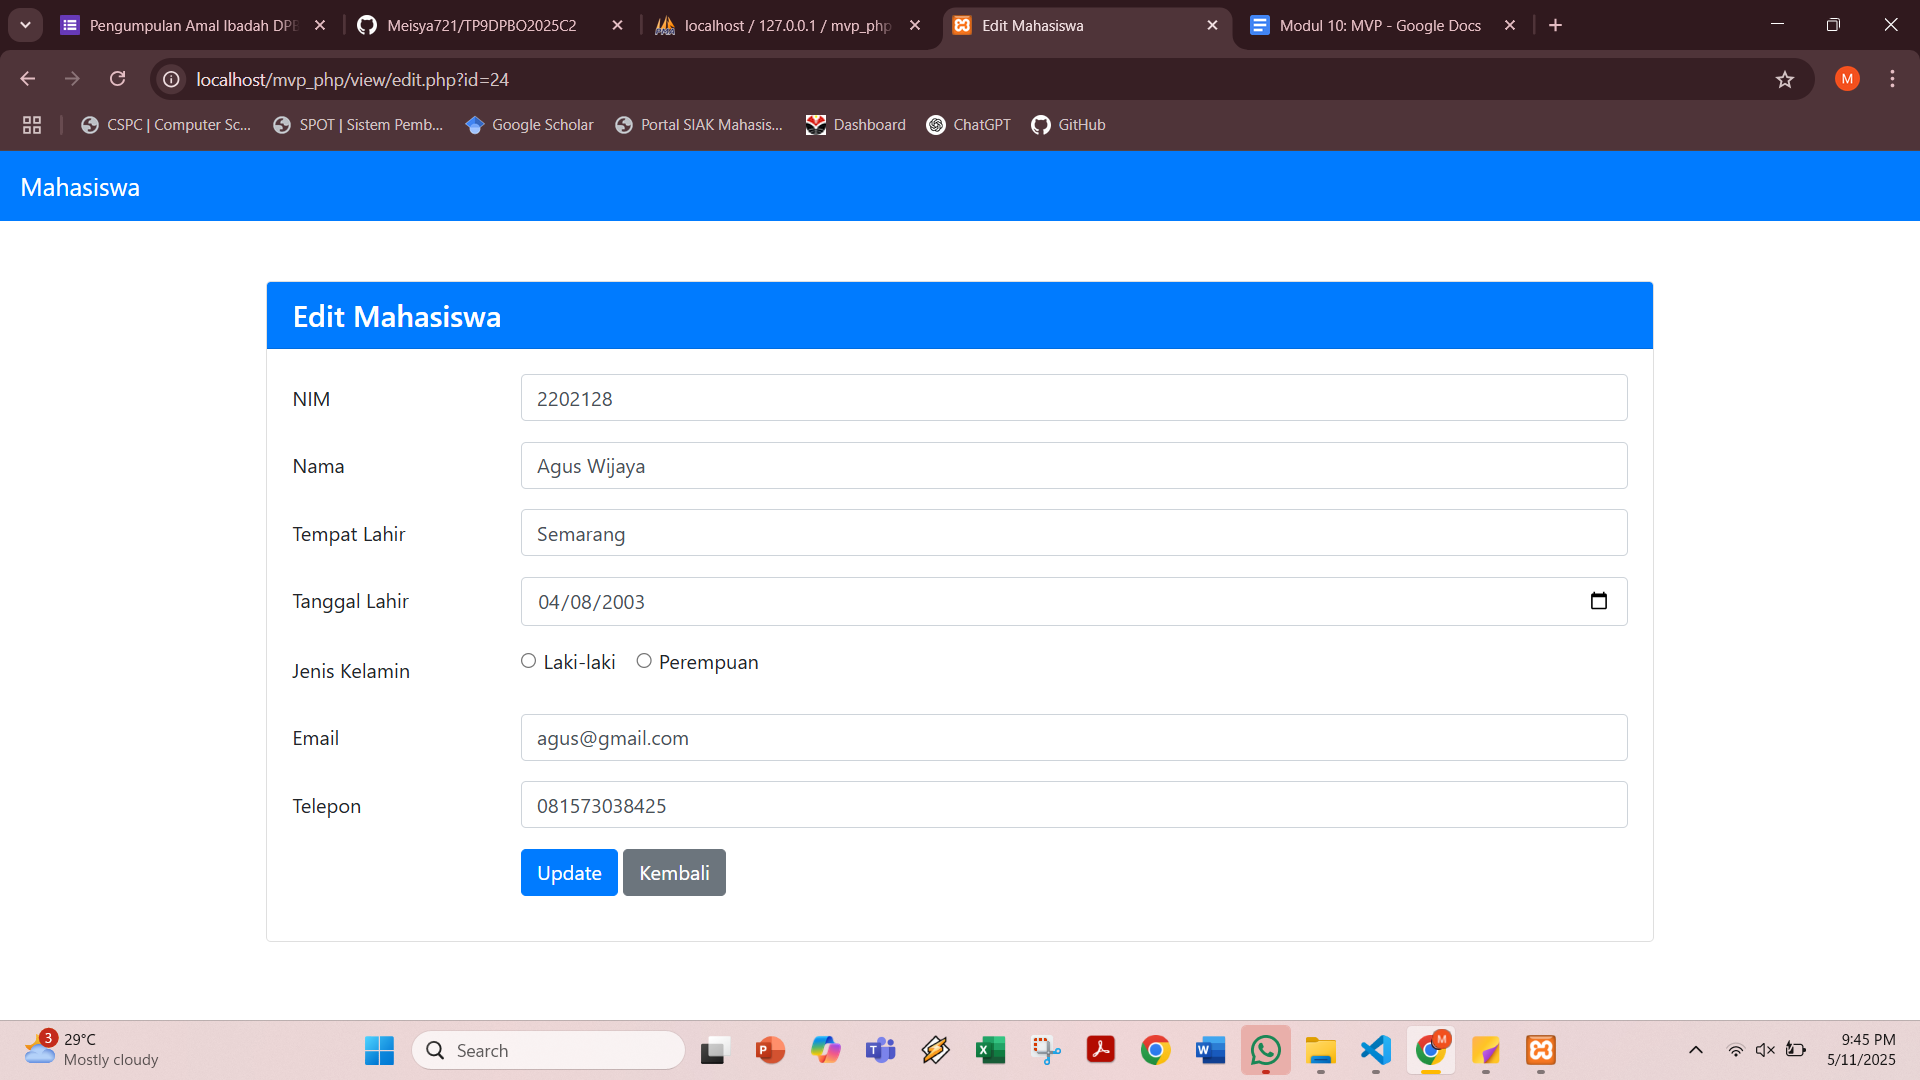 Pengumpulan Amal Ibadah DPB
Meisya721/TP9DPBO2025C2
localhost / 127.0.0.1 / mvp_php
Edit Mahasiswa
Modul 10: MVP - Google Docs
localhost/mvp_php/view/edit.php?id=24
M
CSPC | Computer Sc...
SPOT | Sistem Pemb...
Google Scholar
Portal SIAK Mahasis...
Dashboard
ChatGPT
GitHub
Mahasiswa
Edit Mahasiswa
NIM
2202128
Nama
Agus Wijaya
Tempat Lahir
Semarang
Tanggal Lahir
04/08/2003
Jenis Kelamin
Laki-laki
Perempuan
Email
agus@gmail.com
Telepon
081573038425
Update
Kembali
3
29°C
Mostly cloudy
Search
M
9:45 PM
5/11/2025